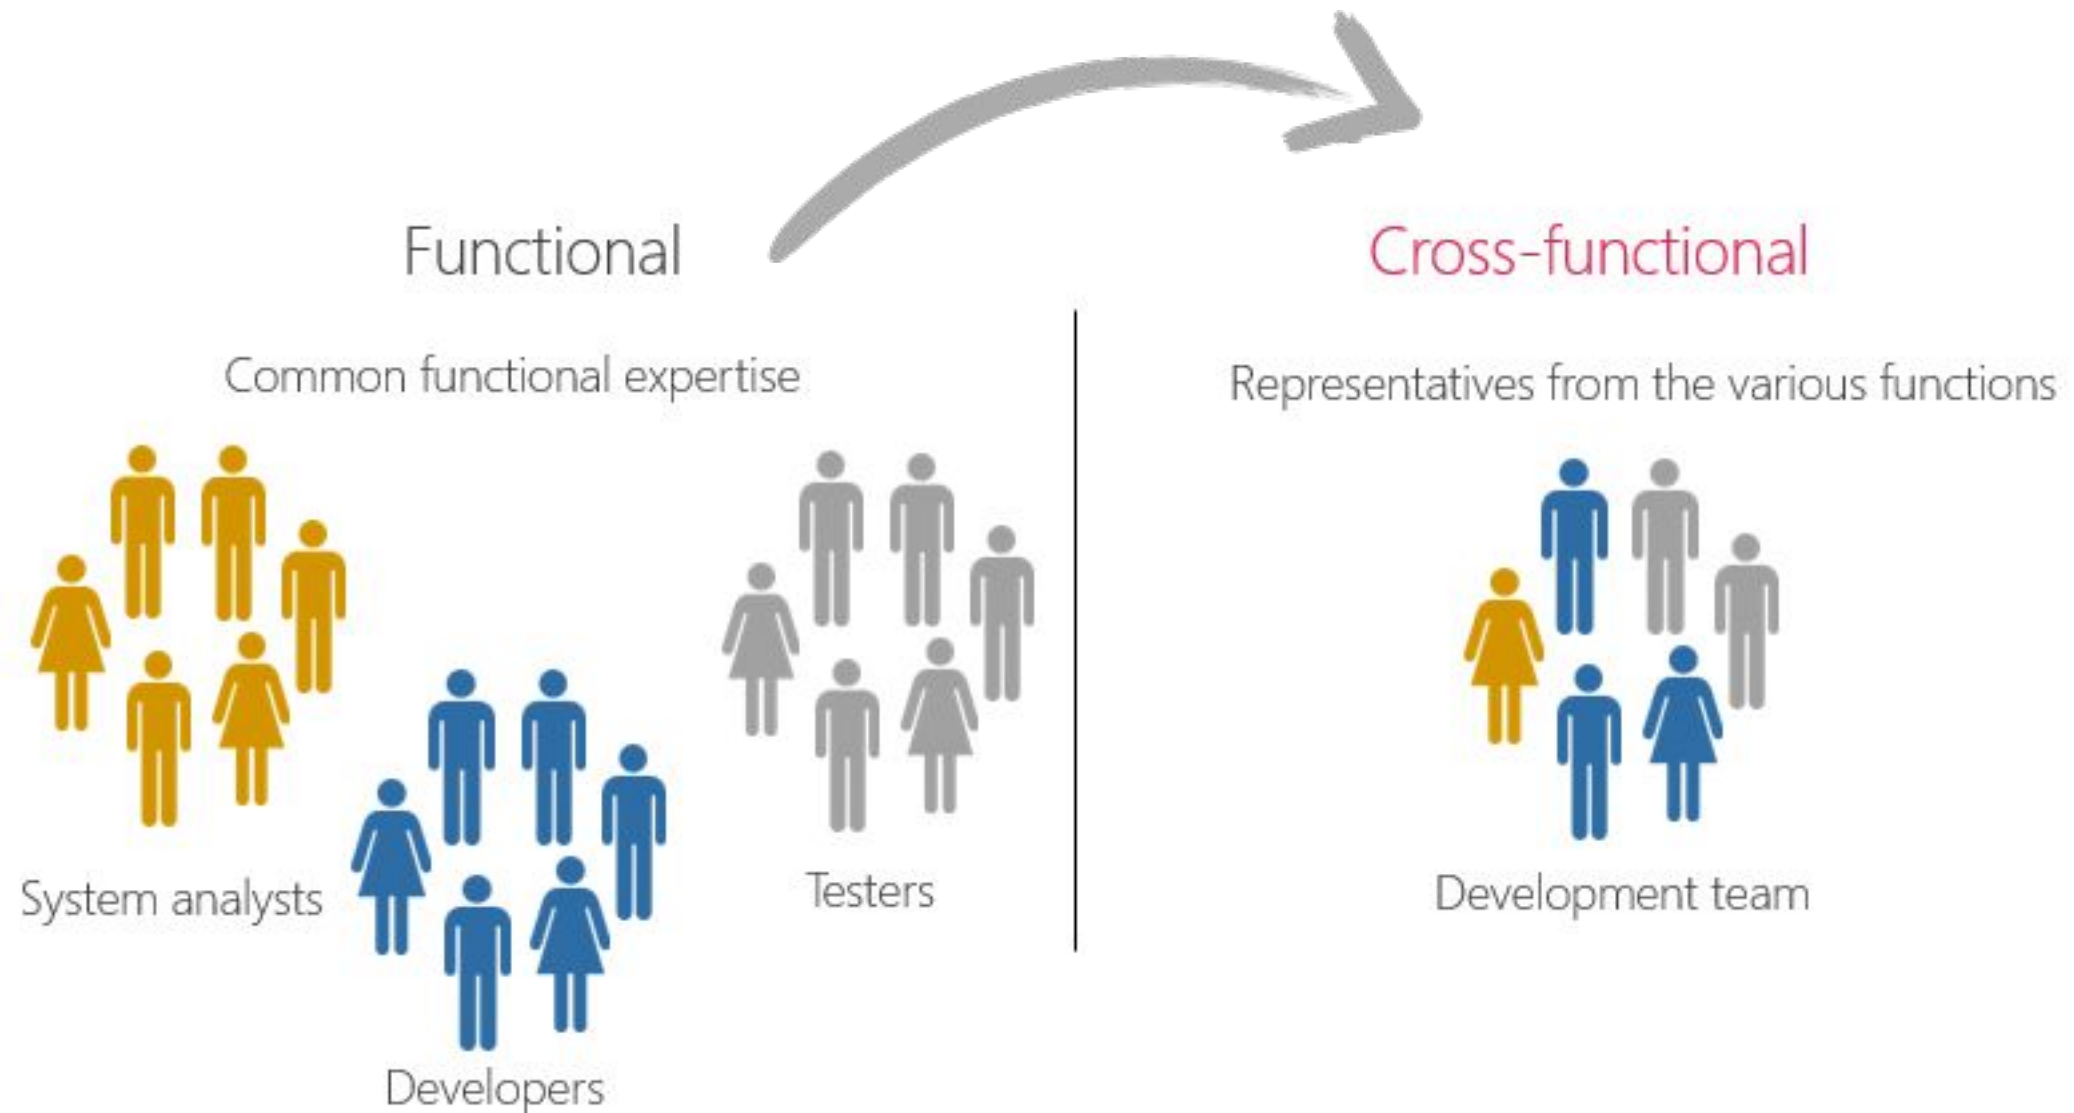 Functional
Common functional expertise
System analysts
Developers
Testers
Cross-functional
Representatives from the various functions
Development team